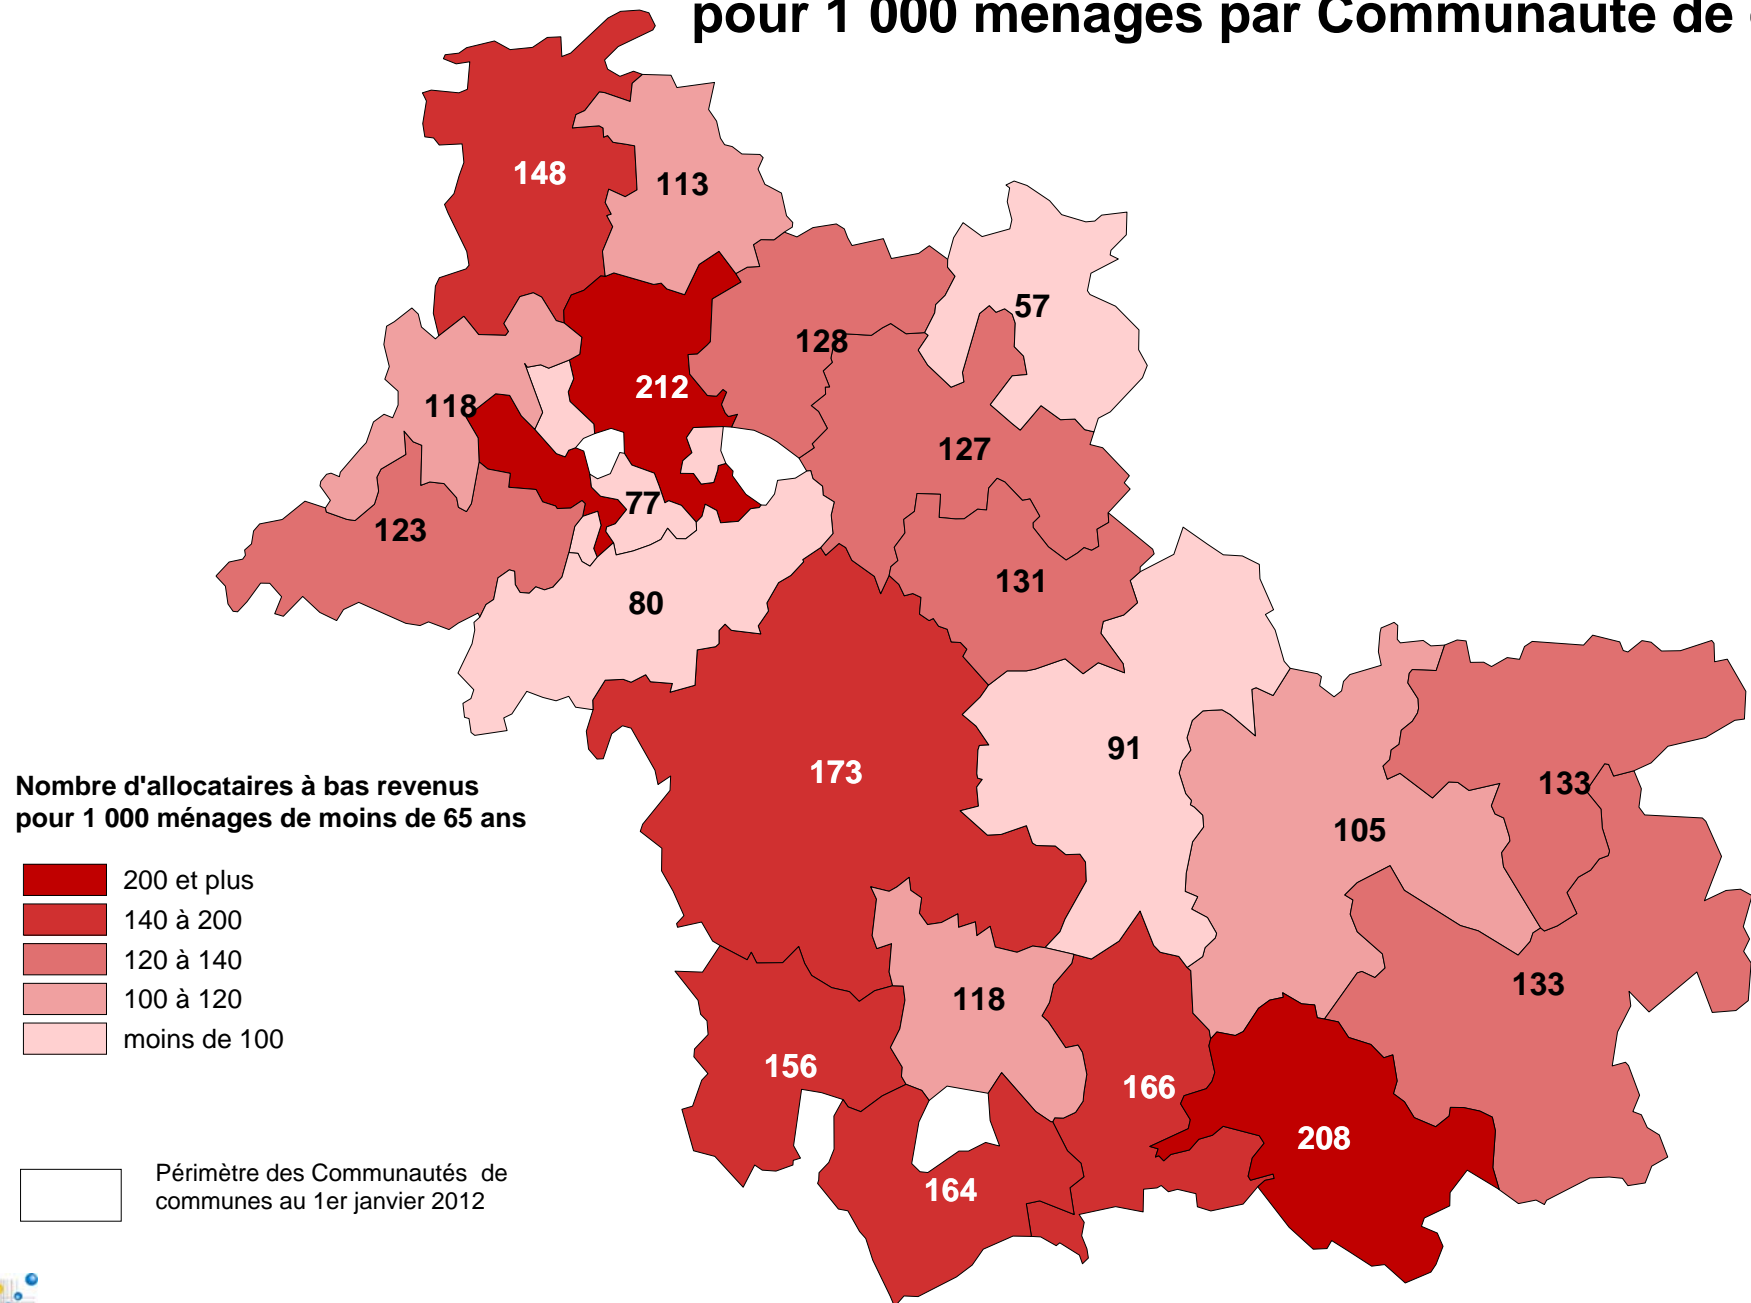 pour 1 000 ménages par Communauté de
148
113
57
128
212
118
127
77
123
131
80
91
173
133
105
133
118
156
166
208
164
Nombre d'allocataires à bas revenus
pour 1 000 ménages de moins de 65 ans
200 et plus
140 à 200
120 à 140
100 à 120
moins de 100
Périmètre des Communautés de
communes au 1er janvier 2012